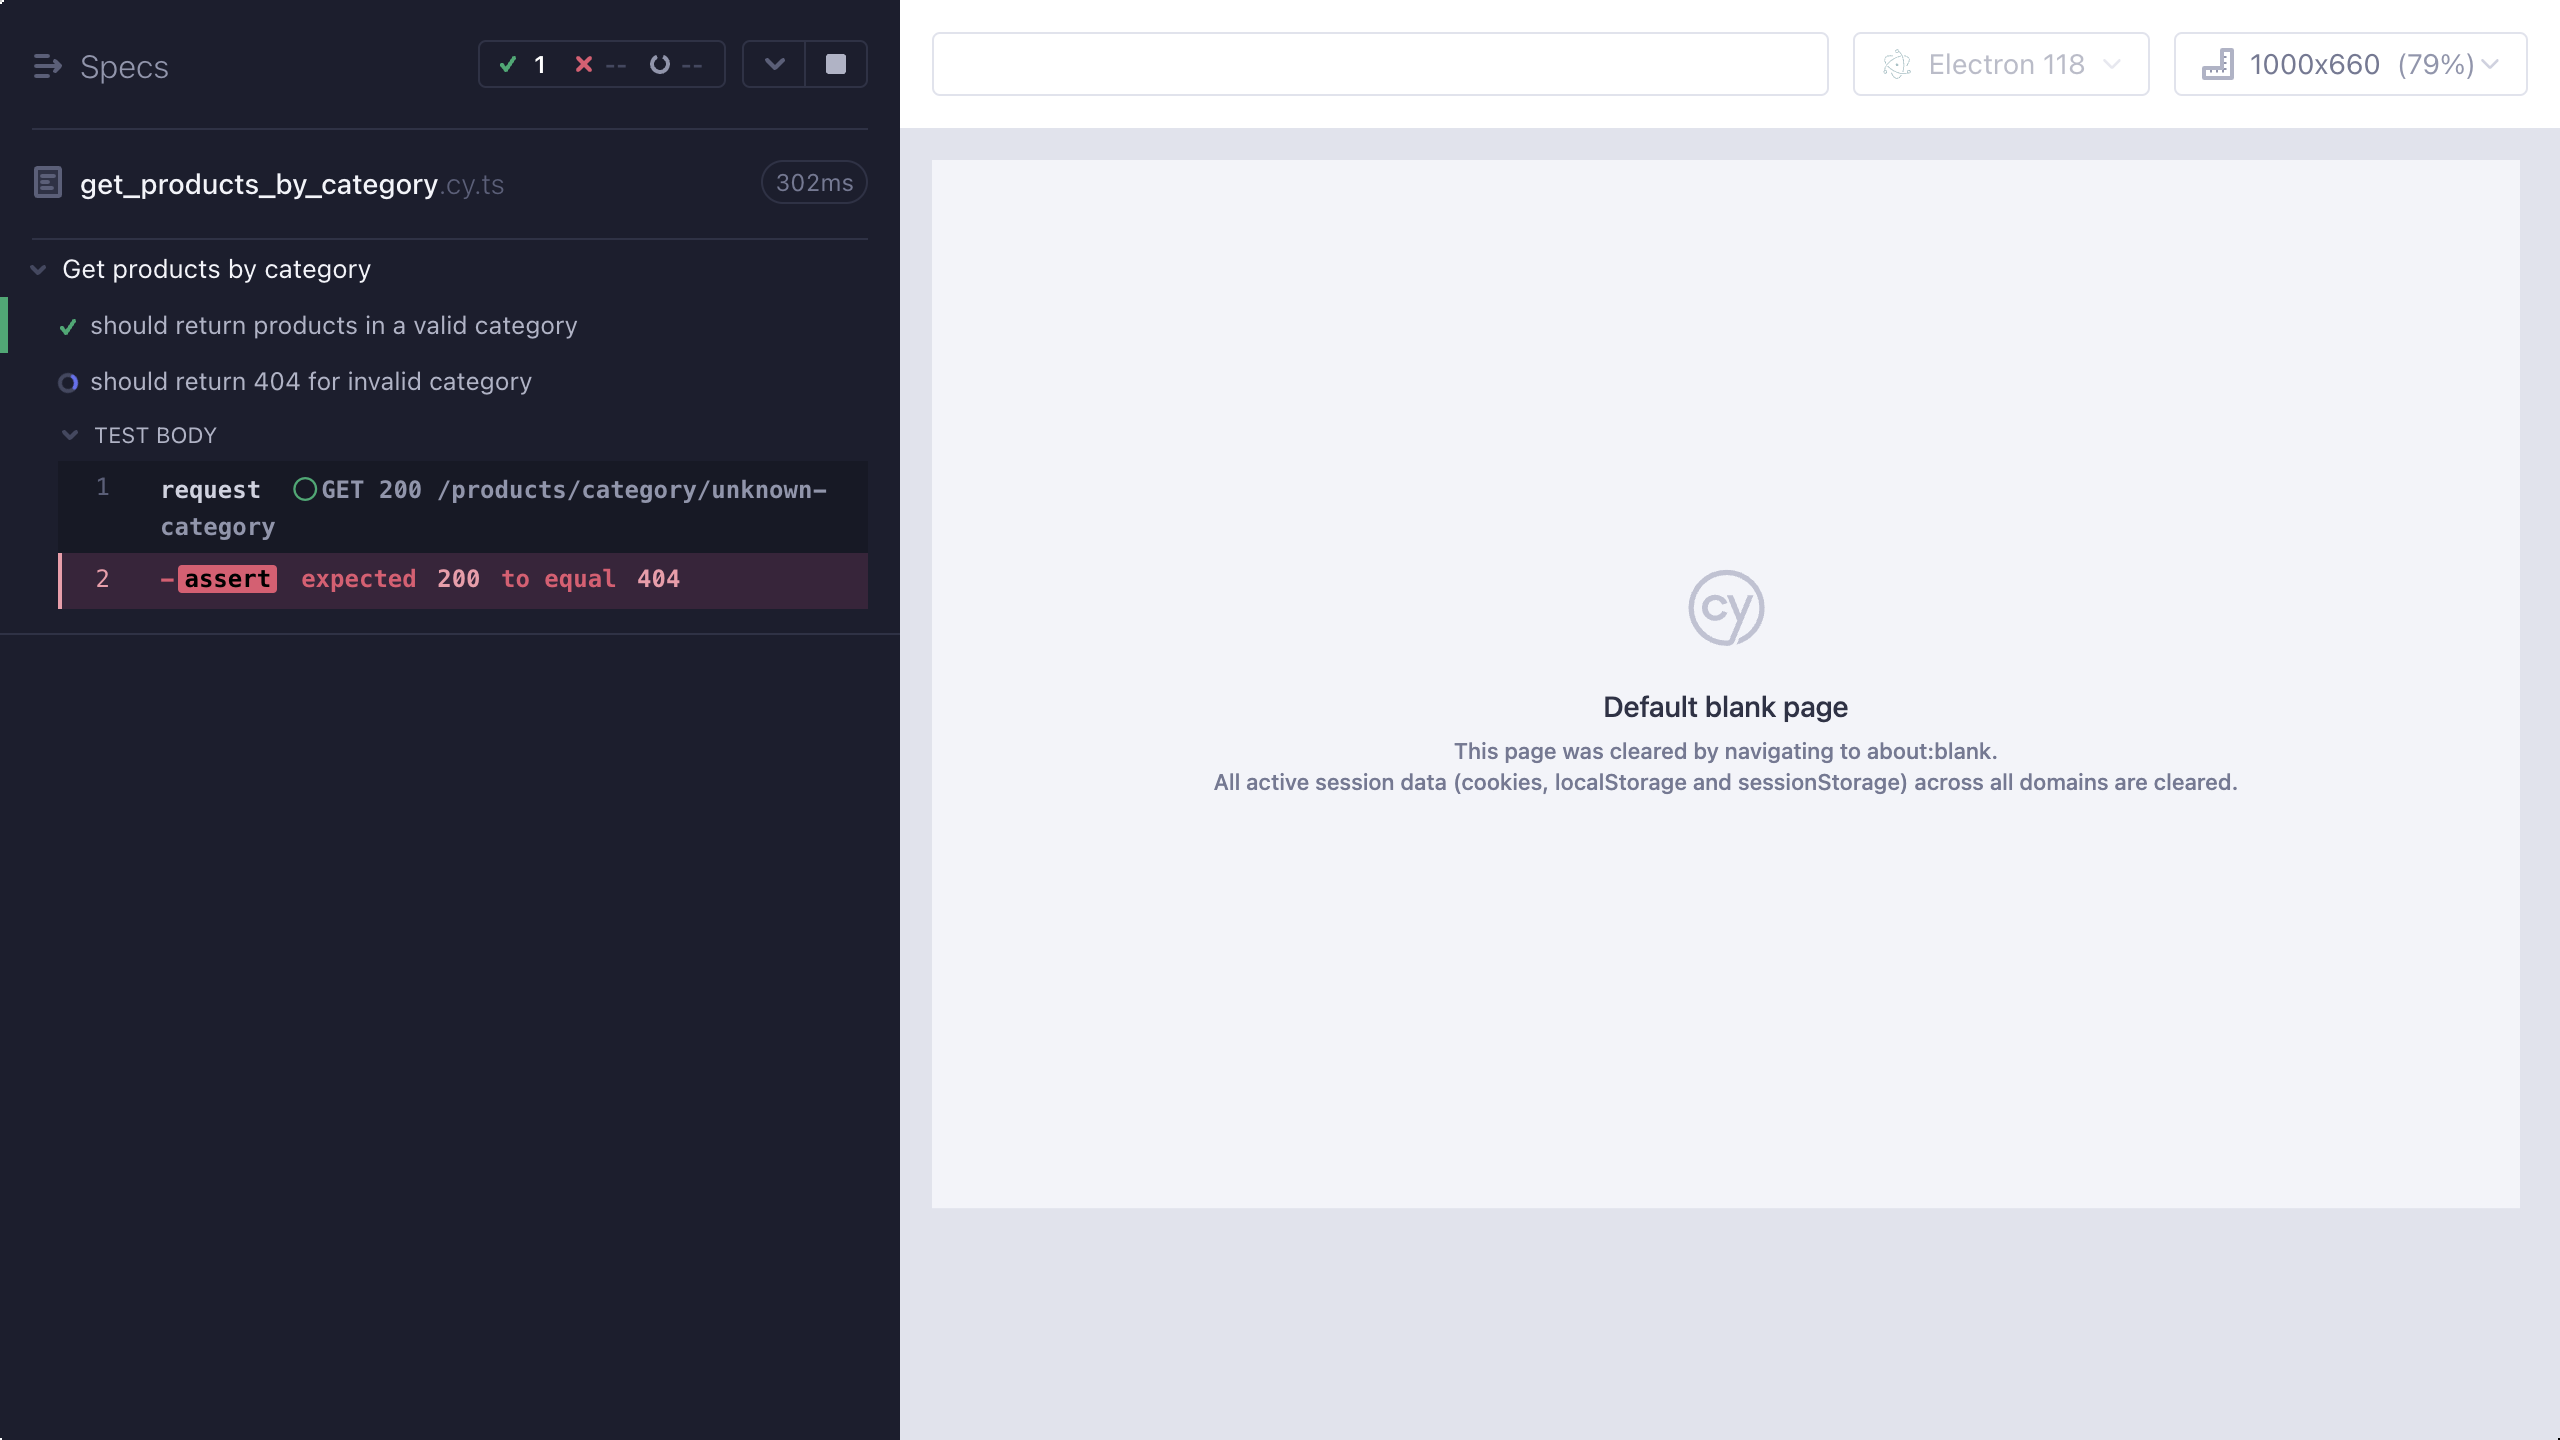 Specs
1 -- --
get_products_by_category.cy.ts
302ms
Get products by category
should return products in a valid category
should return 404 for invalid category
TEST BODY
1 request GET 200 /products/category/unknown-
category
2 -assert expected 200 to equal 404
Electron 118
1000x660 (79%)
cy
Default blank page
This page was cleared by navigating to about:blank.
All active session data (cookies, localStorage and sessionStorage) across all domains are cleared.